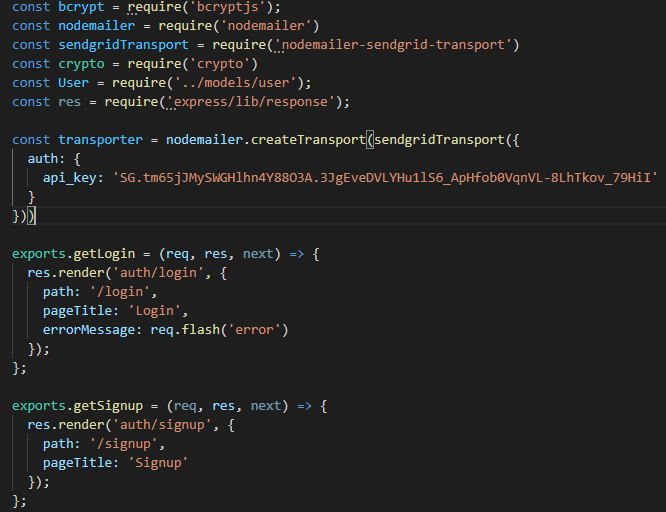 const bcrypt = require('bcryptjs');
const nodemailer = require('nodemailer')
const sendgridTransport = require('nodemailer-sendgrid-transport')
const crypto = require('crypto')
const User = require('../models/user');
const res = require('express/lib/response');
const transporter = nodemailer.createTransport(sendgridTransport({
auth: {
api_key: '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'
}
}))
exports.getLogin = (req, res, next) => {
res.render('auth/login', {
path: '/login',
pageTitle: 'Login',
errorMessage: req.flash('error')
});
};
exports.getSignup = (req, res, next) => {
res.render('auth/signup', {
path: '/signup',
pageTitle: 'Signup'
});
};